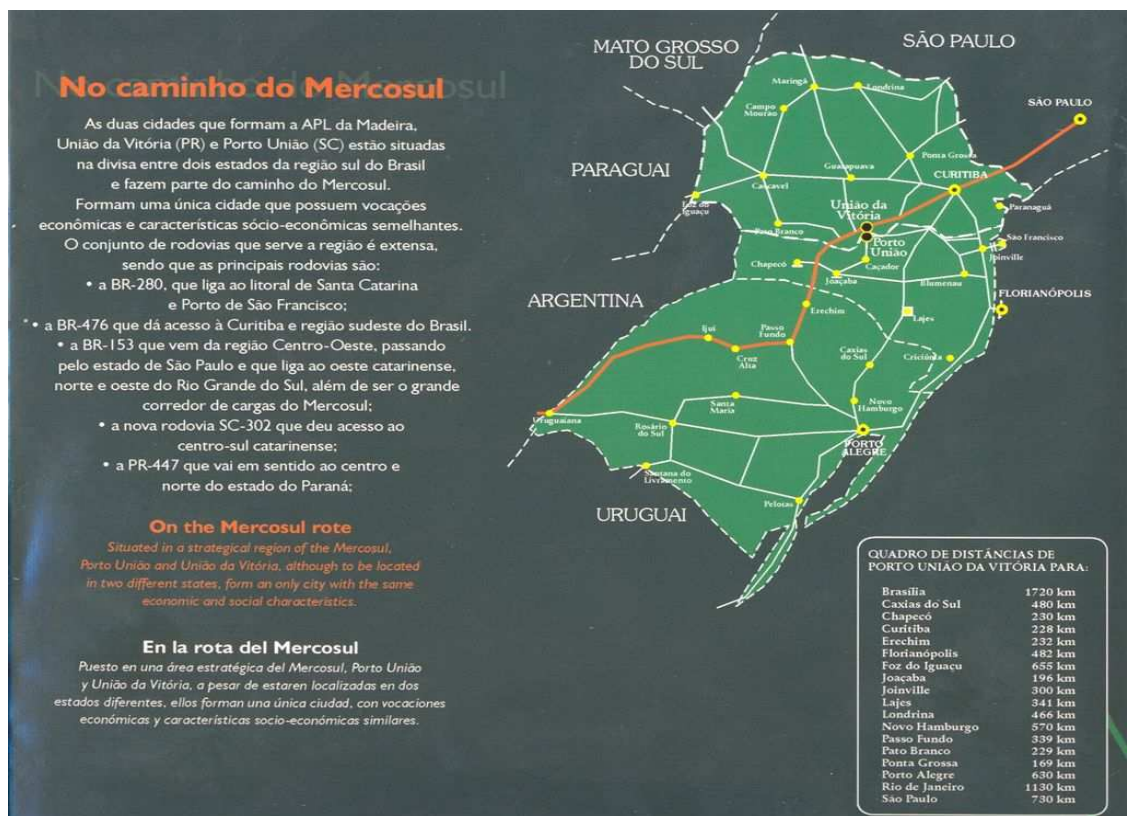 No caminho do Mercosul
As duas cidades que formam a APL da Madeira,
União da Vitória (PR) e Porto União (SC) estão situadas
na divisa entre dois estados da região sul do Brasil
e fazem parte do caminho do Mercosul.
Formam uma única cidade que possuem vocações
econômicas e características sócio-econômicas semelhantes.
O conjunto de rodovias que serve a região é extensa,
sendo que as principais rodovias são:
• a BR-280, que liga ao litoral de Santa Catarina
e Porto de São Francisco;
• a BR-476 que dá acesso à Curitiba e região sudeste do Brasil.
• a BR-153 que vem da região Centro-Oeste, passando
pelo estado de São Paulo e que liga ao oeste catarinense,
norte e oeste do Rio Grande do Sul, além de ser o grande
corredor de cargas do Mercosul;
• a nova rodovia SC-302 que deu acesso ao
centro-sul catarinense;
• a PR-447 que vai em sentido ao centro e
norte do estado do Paraná;
On the Mercosul rote
Situated in a strategical region of the Mercosul,
Porto União and União da Vitória, although to be located
in two different states, form an only city with the same
economic and social characteristics.
En la rota del Mercosul
Puesto en una área estratégica del Mercosul, Porto União
y União da Vitória, a pesar de estaren localizadas en dos
estados diferentes, ellos forman una única ciudad, con vocaciones
económicas y características socio-económicas similares.
MATO GROSSO
DO SUL
SÃO PAULO
SÃO PAULO
Maringá
Londrina
Campo
Mourão
Ponta Grossa
PARAGUAI
Guarapuava
CURITIBA
Cascavel
Foz do
Iguaçu
União da
Vitória
Paranaguá
Pato Branco
Porto
União
São Francisco
Joinville
Chapecó
Caçador
Joaçaba
Blumenau
ARGENTINA
FLORIANÓPOLIS
Erechim
Lajes
Ijuí
Passo
Fundo
Cruz
Alta
Caxias
do Sul
Criciúma
Santa
Maria
Novo
Hamburgo
Uruguaiana
Rosário
do Sul
PORTO
ALEGRE
Santana do
Livramento
Pelotas
URUGUAI
QUADRO DE DISTÂNCIAS DE
PORTO UNIÃO DA VITÓRIA PARA:
Brasília 1720 km
Caxias do Sul 480 km
Chapecó 230 km
Curitiba 228 km
Erechim 232 km
Florianópolis 482 km
Foz do Iguaçu 655 km
Joaçaba 196 km
Joinville 300 km
Lajes 341 km
Londrina 466 km
Novo Hamburgo 570 km
Passo Fundo 339 km
Pato Branco 229 km
Ponta Grossa 169 km
Porto Alegre 630 km
Rio de Janeiro 1130 km
São Paulo 730 km